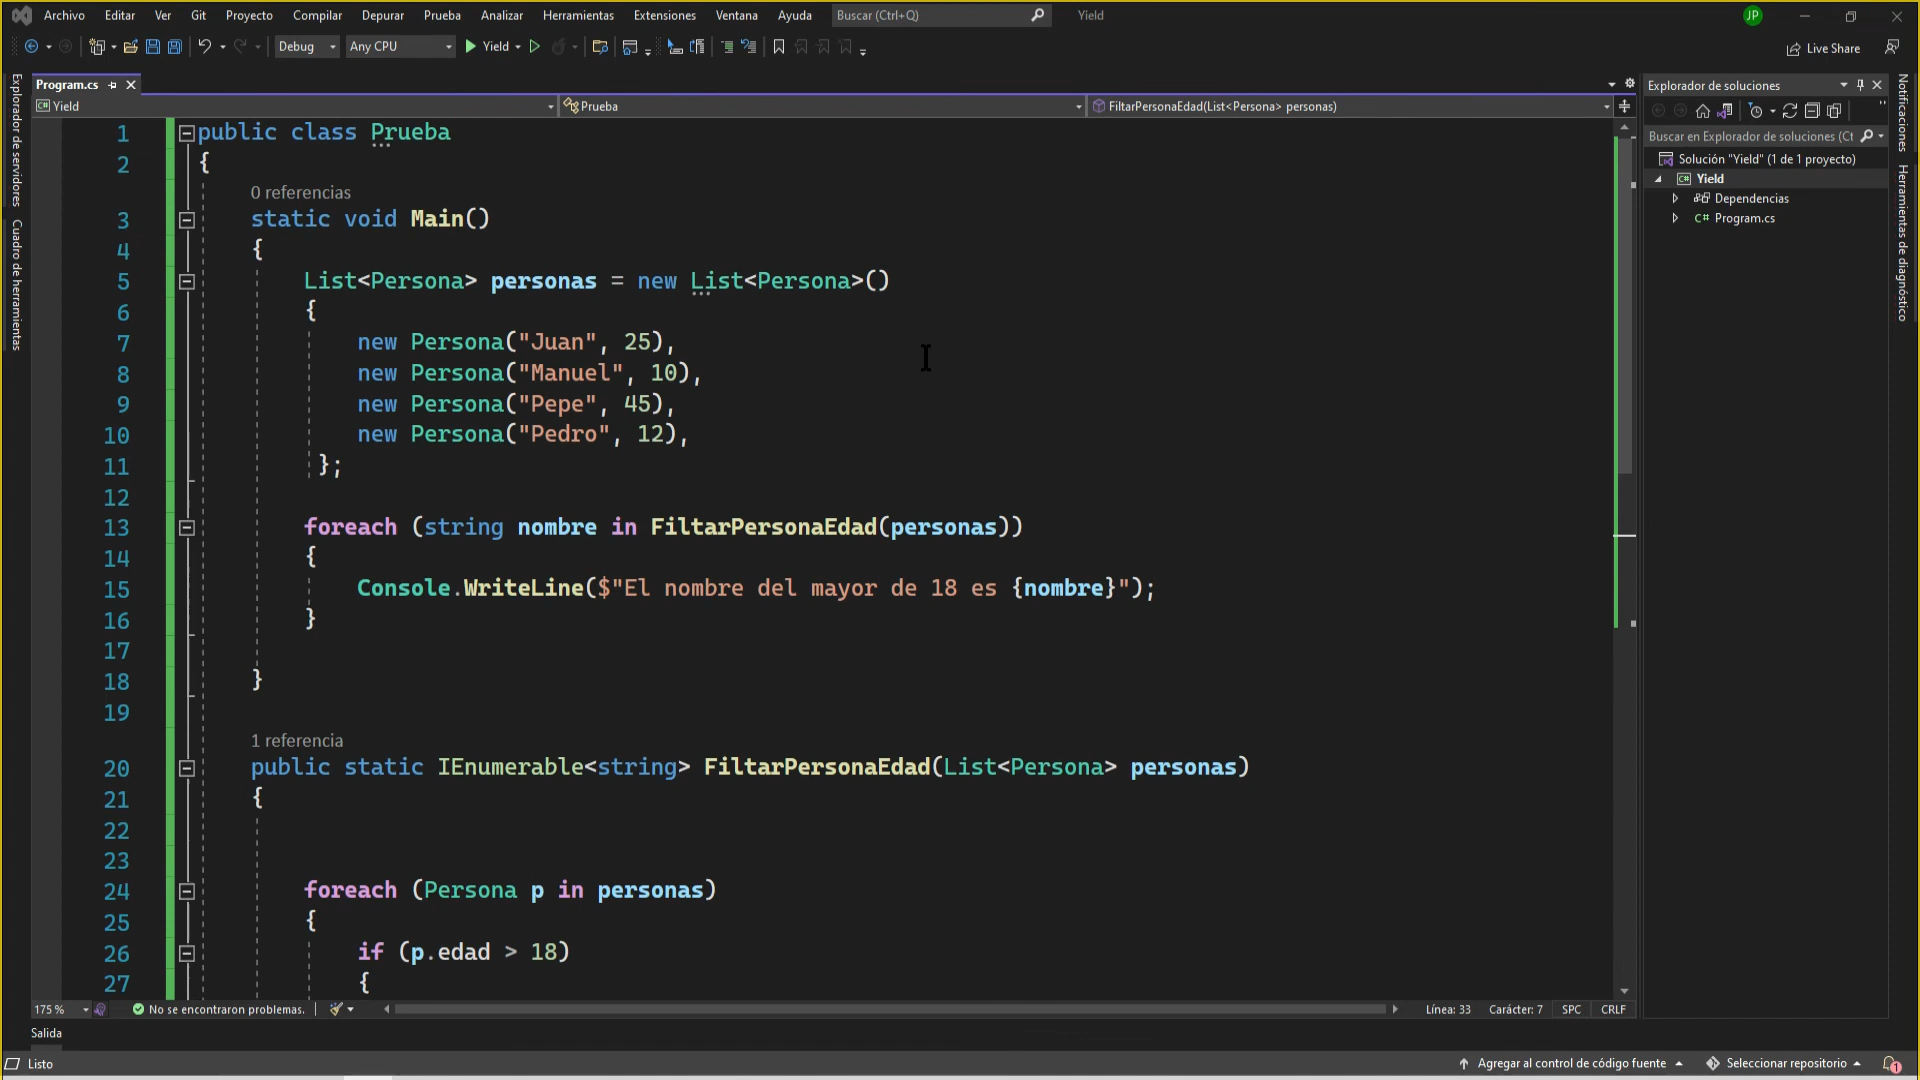 Archivo Editar Ver Git Proyecto Compilar Depurar Prueba Analizar Herramientas Extensiones Ventana Ayuda Buscar (Ctrl+Q) Yield JP
Debug Any CPU Yield Live Share
Program.cs
Explorador de soluciones
Yield Prueba FiltarPersonaEdad(List<Persona> personas)
Buscar en Explorador de soluciones (Ct
Solución "Yield" (1 de 1 proyecto)
C# Yield
Dependencias
C# Program.cs
Explorador de servidores
Cuadro de herramientas
Notificaciones
Herramientas de diagnóstico
1 public class Prueba
2 {
0 referencias
3 static void Main()
4 {
5 List<Persona> personas = new List<Persona>()
6 {
7 new Persona("Juan", 25),
8 new Persona("Manuel", 10),
9 new Persona("Pepe", 45),
10 new Persona("Pedro", 12),
11 };
12
13 foreach (string nombre in FiltarPersonaEdad(personas))
14 {
15 Console.WriteLine($"El nombre del mayor de 18 es {nombre}");
16 }
17
18 }
19
1 referencia
20 public static IEnumerable<string> FiltarPersonaEdad(List<Persona> personas)
21 {
22
23
24 foreach (Persona p in personas)
25 {
26 if (p.edad > 18)
27 {
175 % No se encontraron problemas. Línea: 33 Carácter: 7 SPC CRLF
Salida
Listo Agregar al control de código fuente Seleccionar repositorio 1